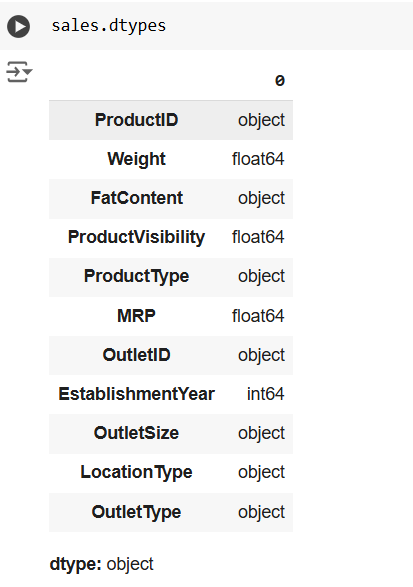 sales.dtypes
0
ProductID object
Weight float64
FatContent object
ProductVisibility float64
ProductType object
MRP float64
OutletID object
EstablishmentYear int64
OutletSize object
LocationType object
OutletType object
dtype: object